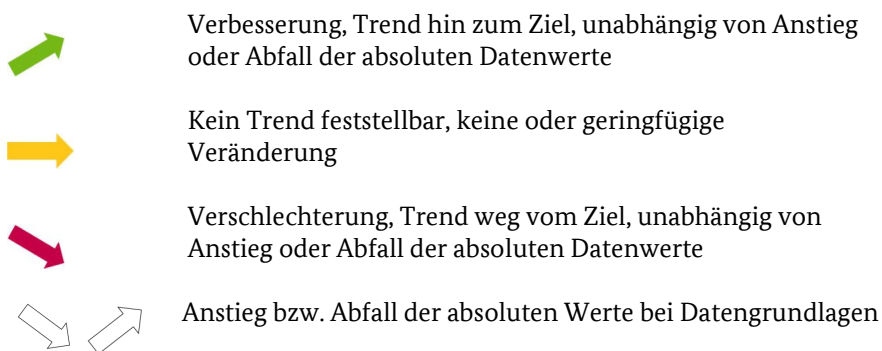 Verbesserung, Trend hin zum Ziel, unabhängig von Anstieg
oder Abfall der absoluten Datenwerte
Kein Trend feststellbar, keine oder geringfügige
Veränderung
Verschlechterung, Trend weg vom Ziel, unabhängig von
Anstieg oder Abfall der absoluten Datenwerte
Anstieg bzw. Abfall der absoluten Werte bei Datengrundlagen